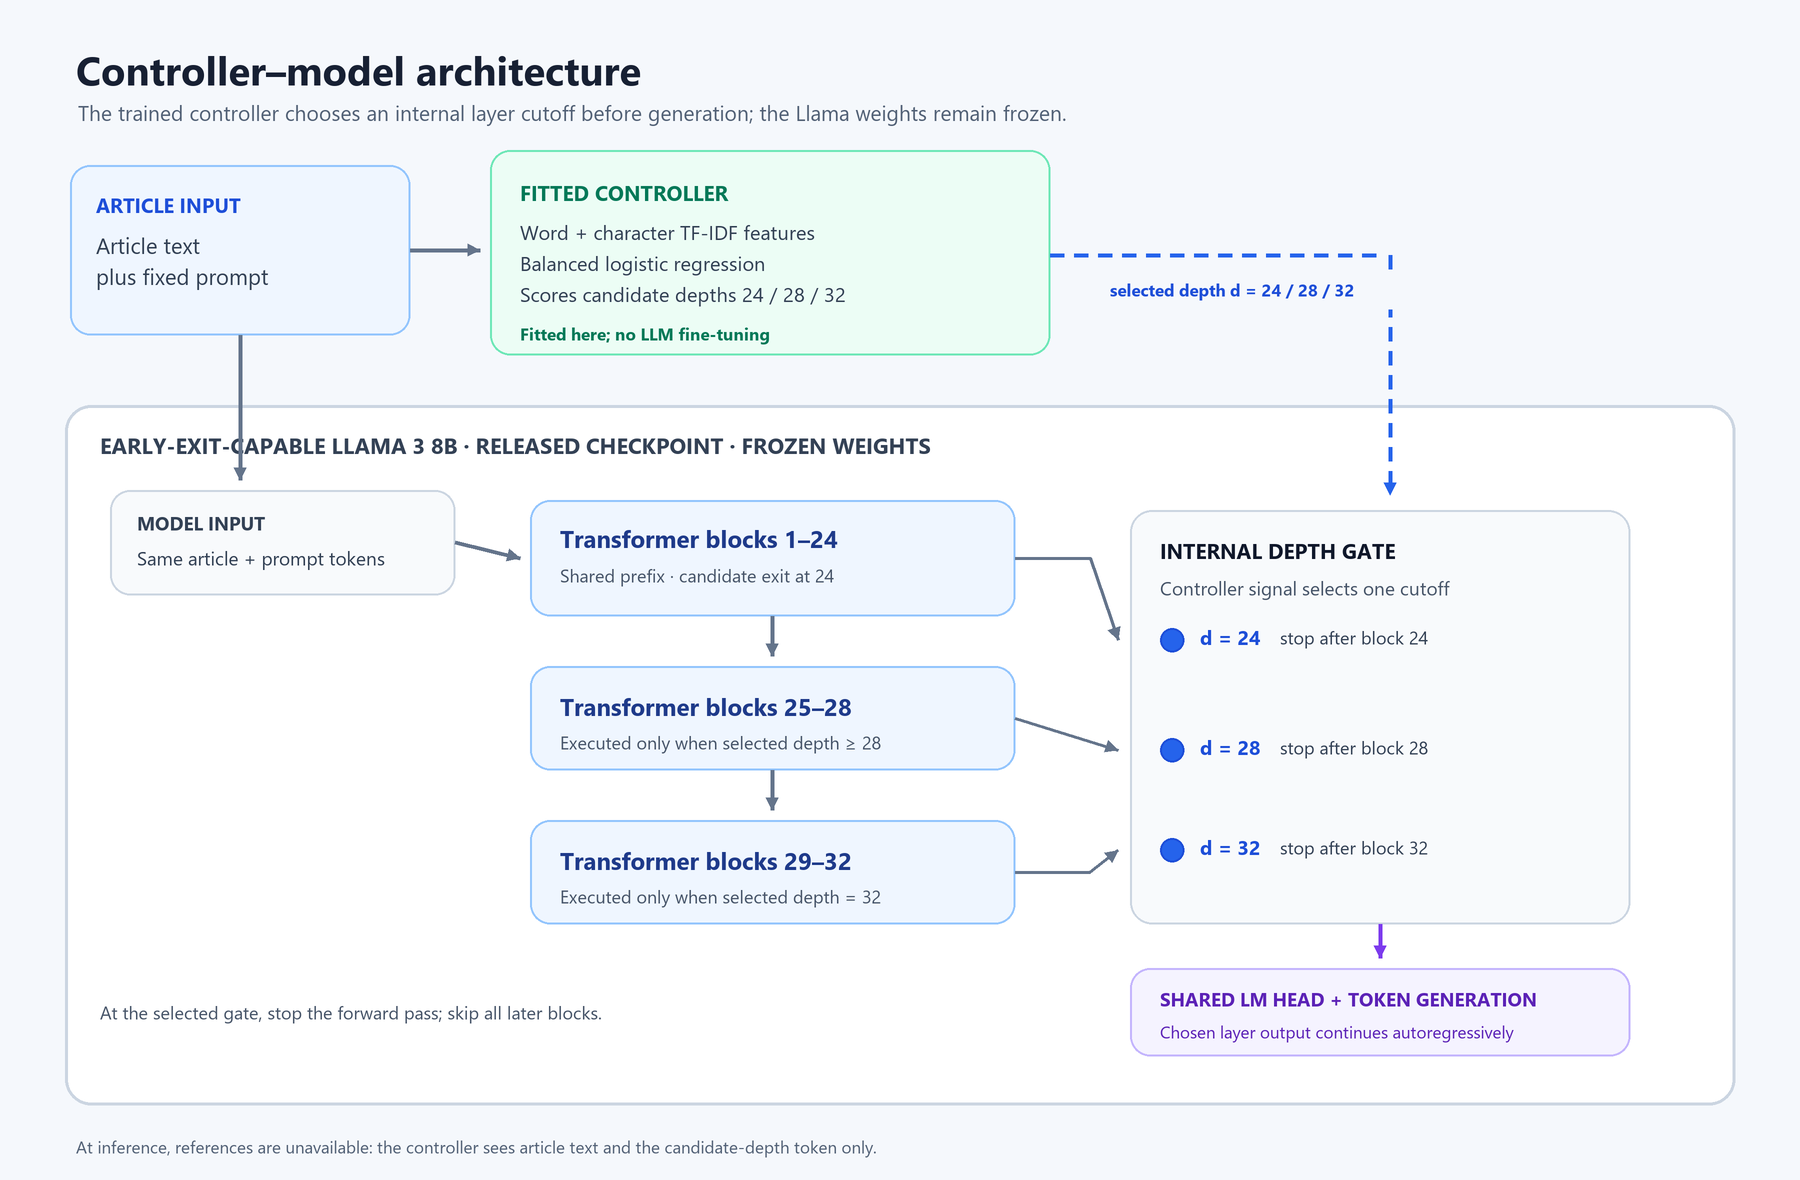 Controller–model architecture
The trained controller chooses an internal layer cutoff before generation; the Llama weights remain frozen.
ARTICLE INPUT
Article text
plus fixed prompt
FITTED CONTROLLER
Word + character TF-IDF features
Balanced logistic regression
Scores candidate depths 24 / 28 / 32
Fitted here; no LLM fine-tuning
selected depth d = 24 / 28 / 32
EARLY-EXIT-CAPABLE LLAMA 3 8B · RELEASED CHECKPOINT · FROZEN WEIGHTS
MODEL INPUT
Same article + prompt tokens
Transformer blocks 1–24
Shared prefix · candidate exit at 24
Transformer blocks 25–28
Executed only when selected depth ≥ 28
Transformer blocks 29–32
Executed only when selected depth = 32
INTERNAL DEPTH GATE
Controller signal selects one cutoff
d = 24 stop after block 24
d = 28 stop after block 28
d = 32 stop after block 32
SHARED LM HEAD + TOKEN GENERATION
Chosen layer output continues autoregressively
At the selected gate, stop the forward pass; skip all later blocks.
At inference, references are unavailable: the controller sees article text and the candidate-depth token only.